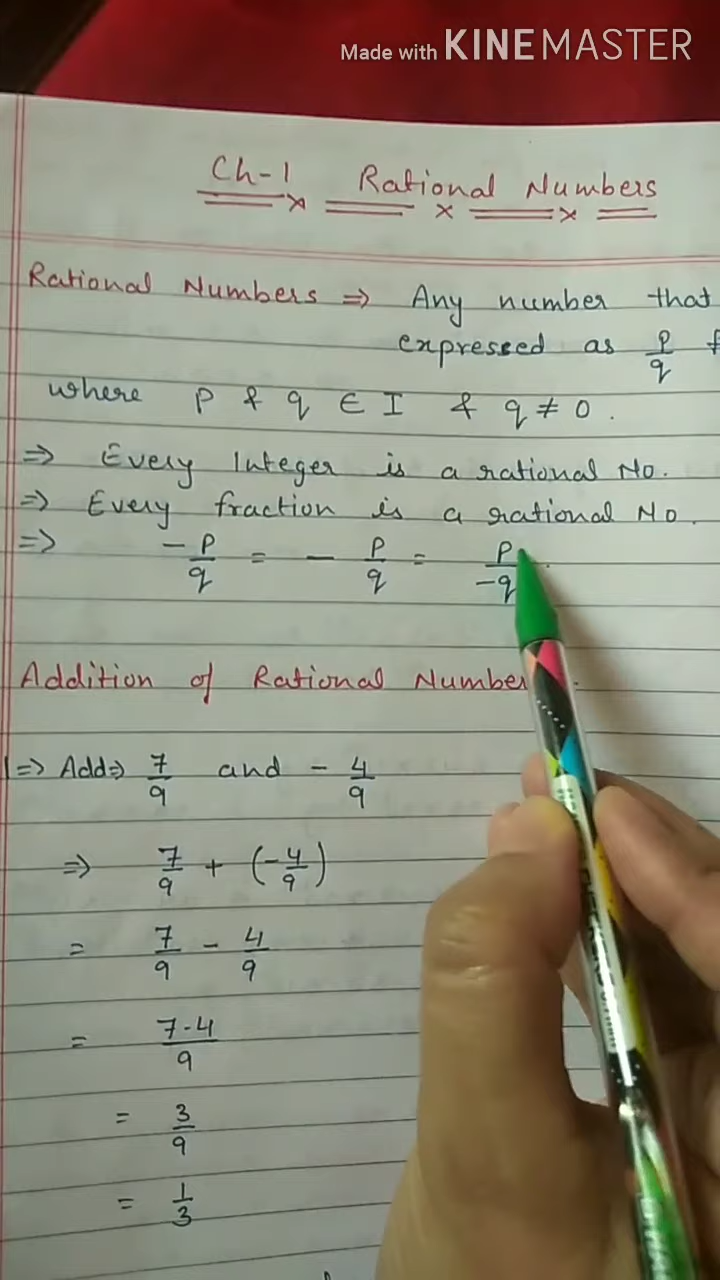 Made with KINEMASTER
Ch-1 Rational Numbers
Rational Numbers ⇒ Any number that
expressed as p/q f
where p & q ∈ I & q ≠ 0.
⇒ Every Integer is a rational No.
⇒ Every fraction is a rational No.
⇒ -p/q = - p/q = p/-q
Addition of Rational Number
1⇒ Add⇒ 7/9 and - 4/9
⇒ 7/9 + (-4/9)
= 7/9 - 4/9
= 7-4/9
= 3/9
= 1/3